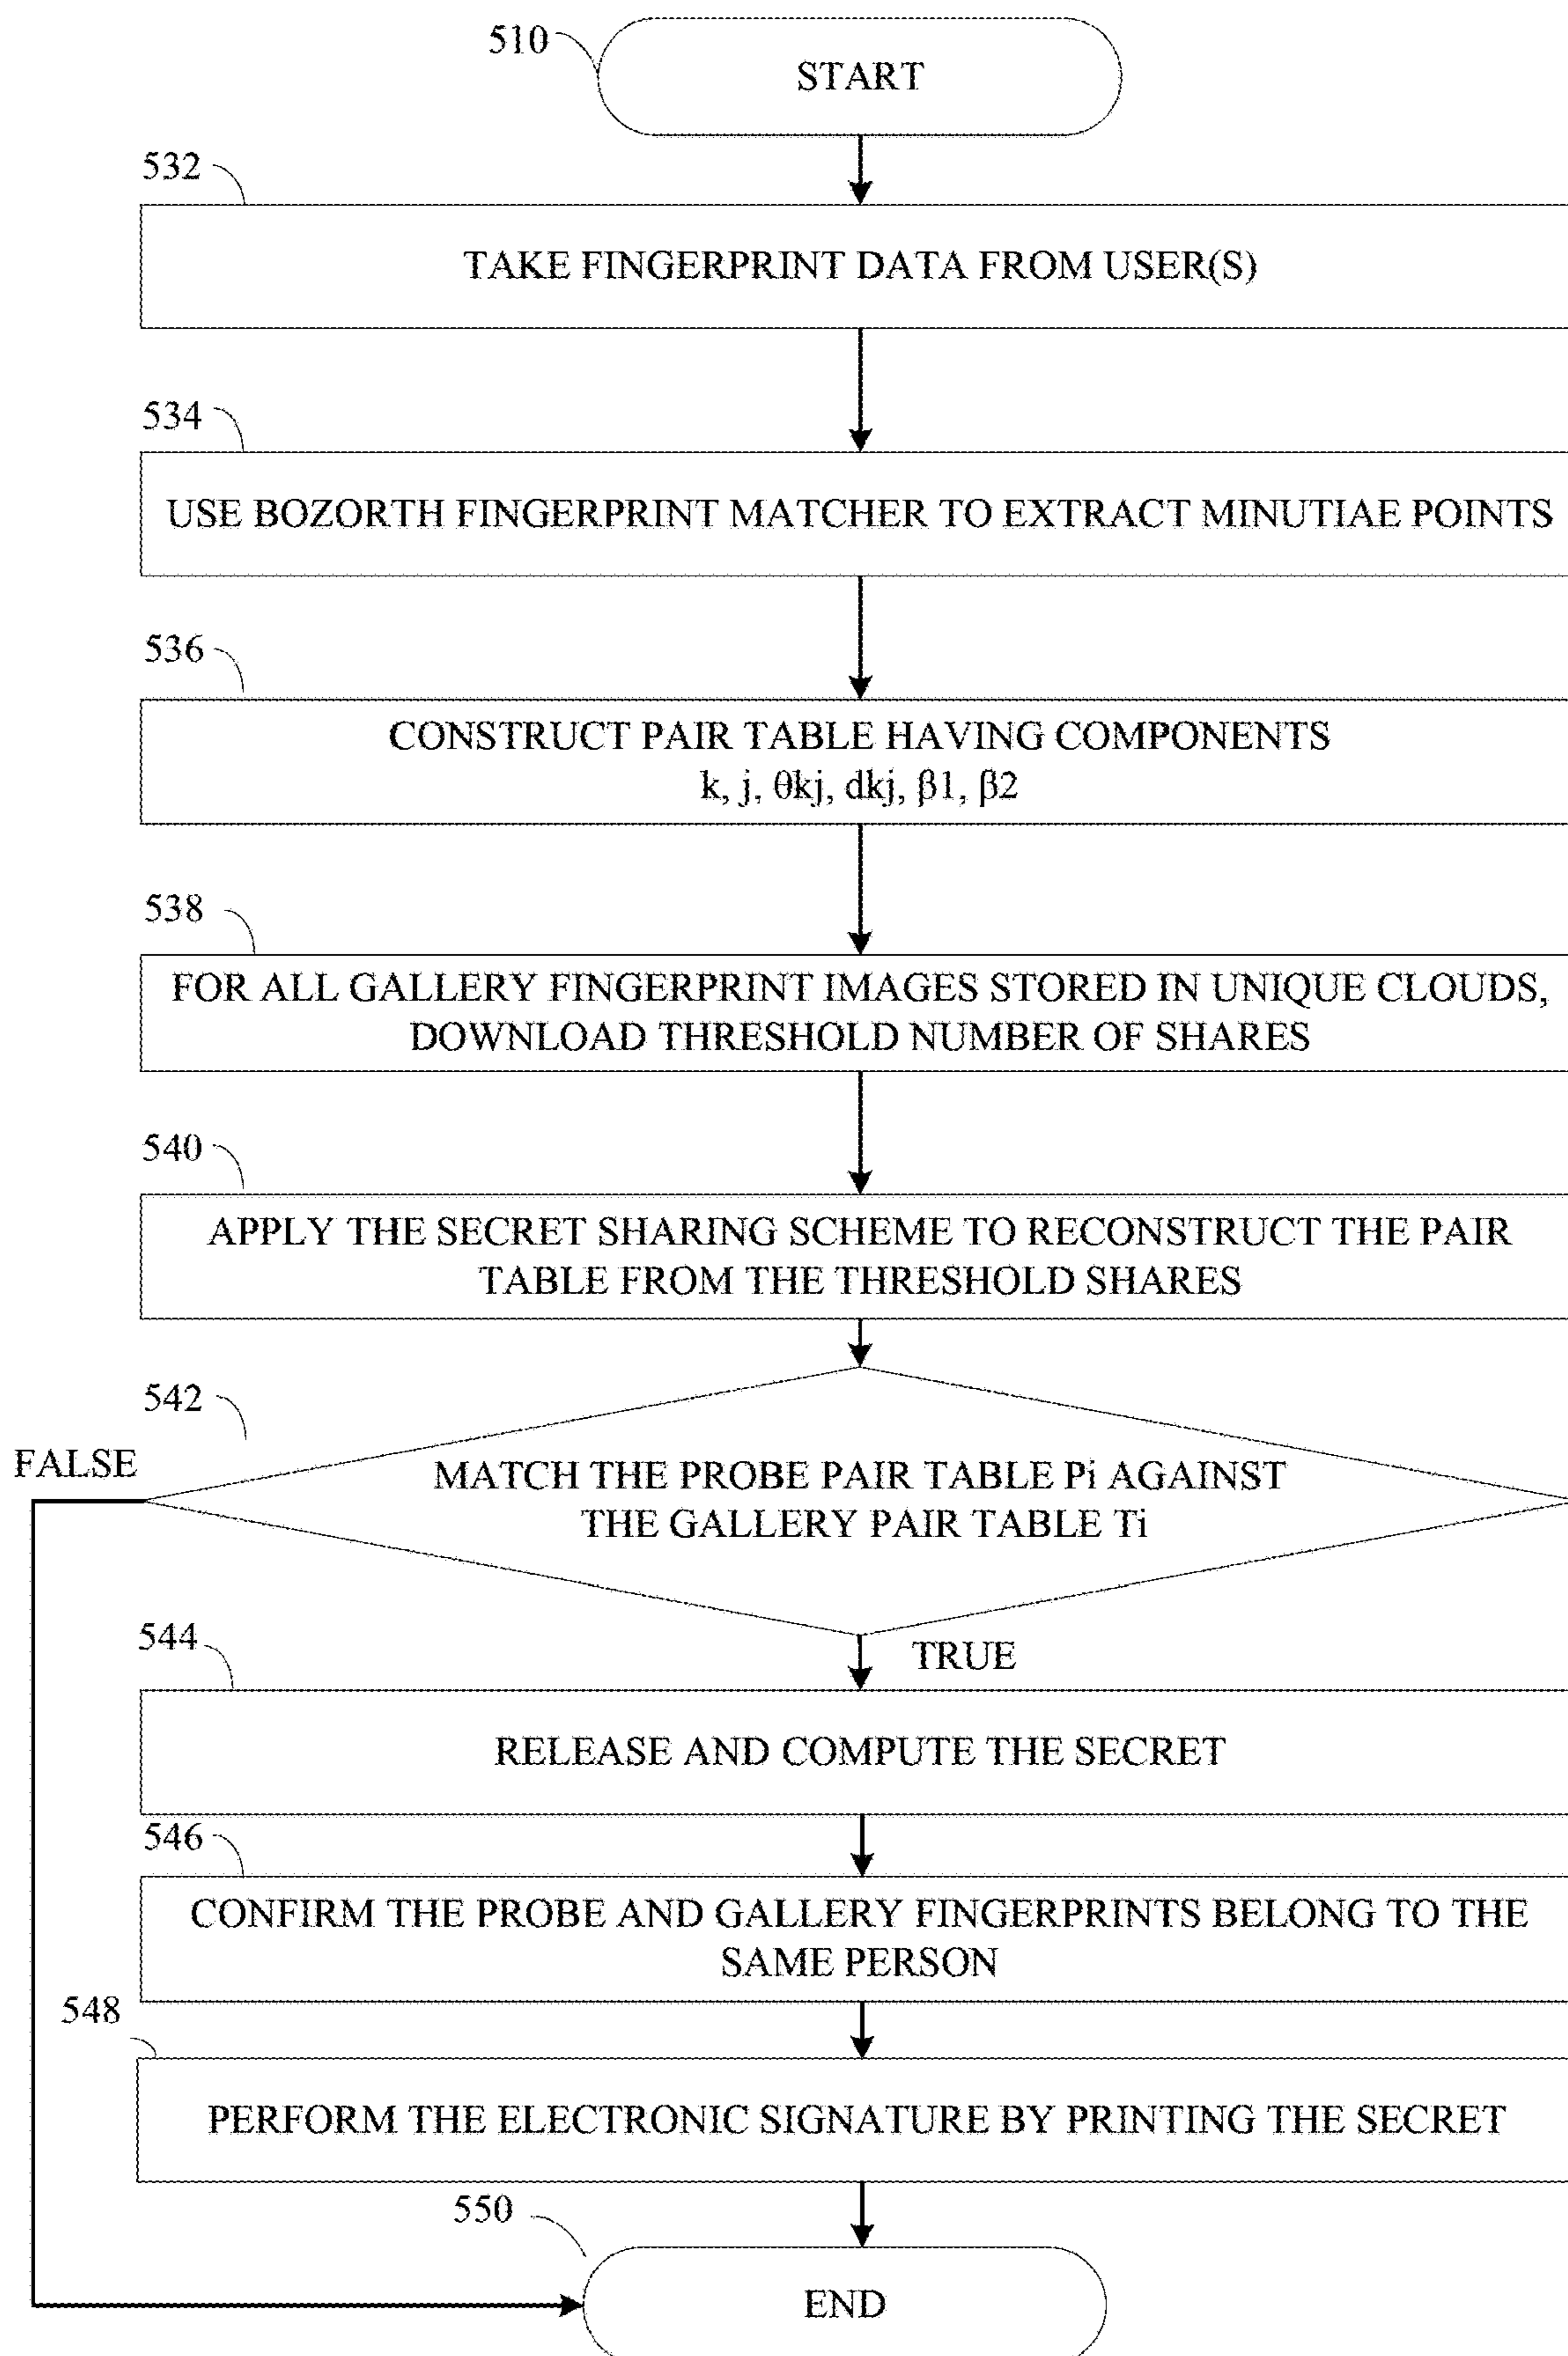 510
START
532
TAKE FINGERPRINT DATA FROM USER(S)
534
USE BOZORTH FINGERPRINT MATCHER TO EXTRACT MINUTIAE POINTS
536
CONSTRUCT PAIR TABLE HAVING COMPONENTS
k, j, θkj, dkj, β1, β2
538
FOR ALL GALLERY FINGERPRINT IMAGES STORED IN UNIQUE CLOUDS,
DOWNLOAD THRESHOLD NUMBER OF SHARES
540
APPLY THE SECRET SHARING SCHEME TO RECONSTRUCT THE PAIR
TABLE FROM THE THRESHOLD SHARES
542
FALSE
MATCH THE PROBE PAIR TABLE Pi AGAINST
THE GALLERY PAIR TABLE Ti
544
TRUE
RELEASE AND COMPUTE THE SECRET
546
CONFIRM THE PROBE AND GALLERY FINGERPRINTS BELONG TO THE
SAME PERSON
548
PERFORM THE ELECTRONIC SIGNATURE BY PRINTING THE SECRET
550
END